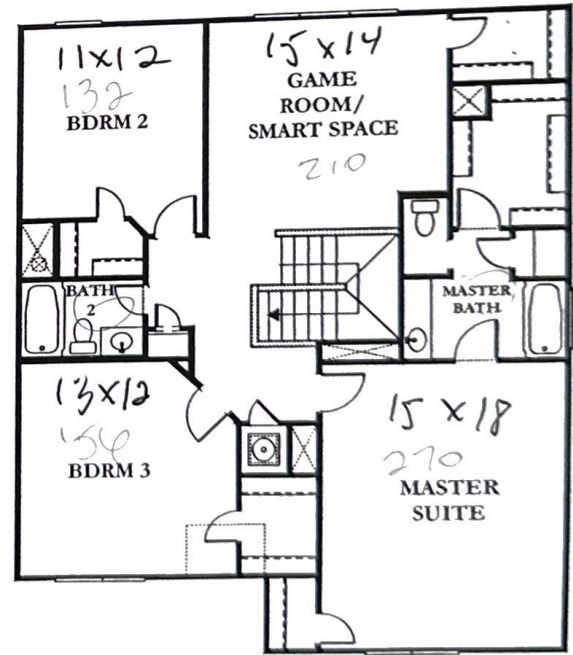 11x12
132
BDRM 2
15 x 14
GAME
ROOM/
SMART SPACE
210
BATH
2
MASTER
BATH
13x12
156
BDRM 3
15 x 18
270
MASTER
SUITE